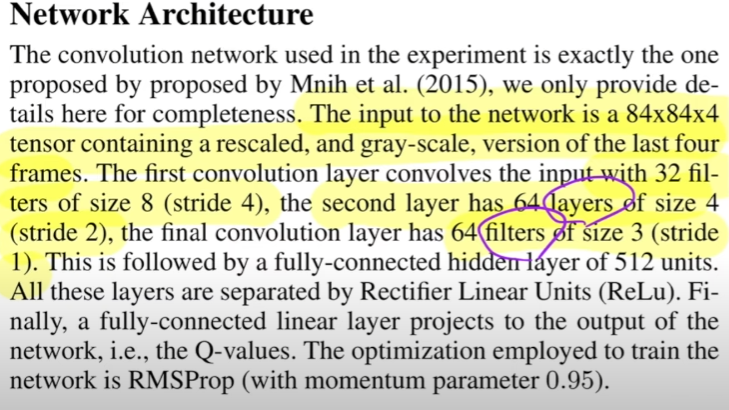 Network Architecture
The convolution network used in the experiment is exactly the one
proposed by proposed by Mnih et al. (2015), we only provide de-
tails here for completeness. The input to the network is a 84x84x4
tensor containing a rescaled, and gray-scale, version of the last four
frames. The first convolution layer convolves the input with 32 fil-
ters of size 8 (stride 4), the second layer has 64 layers of size 4
(stride 2), the final convolution layer has 64 filters of size 3 (stride
1). This is followed by a fully-connected hidden layer of 512 units.
All these layers are separated by Rectifier Linear Units (ReLu). Fi-
nally, a fully-connected linear layer projects to the output of the
network, i.e., the Q-values. The optimization employed to train the
network is RMSProp (with momentum parameter 0.95).